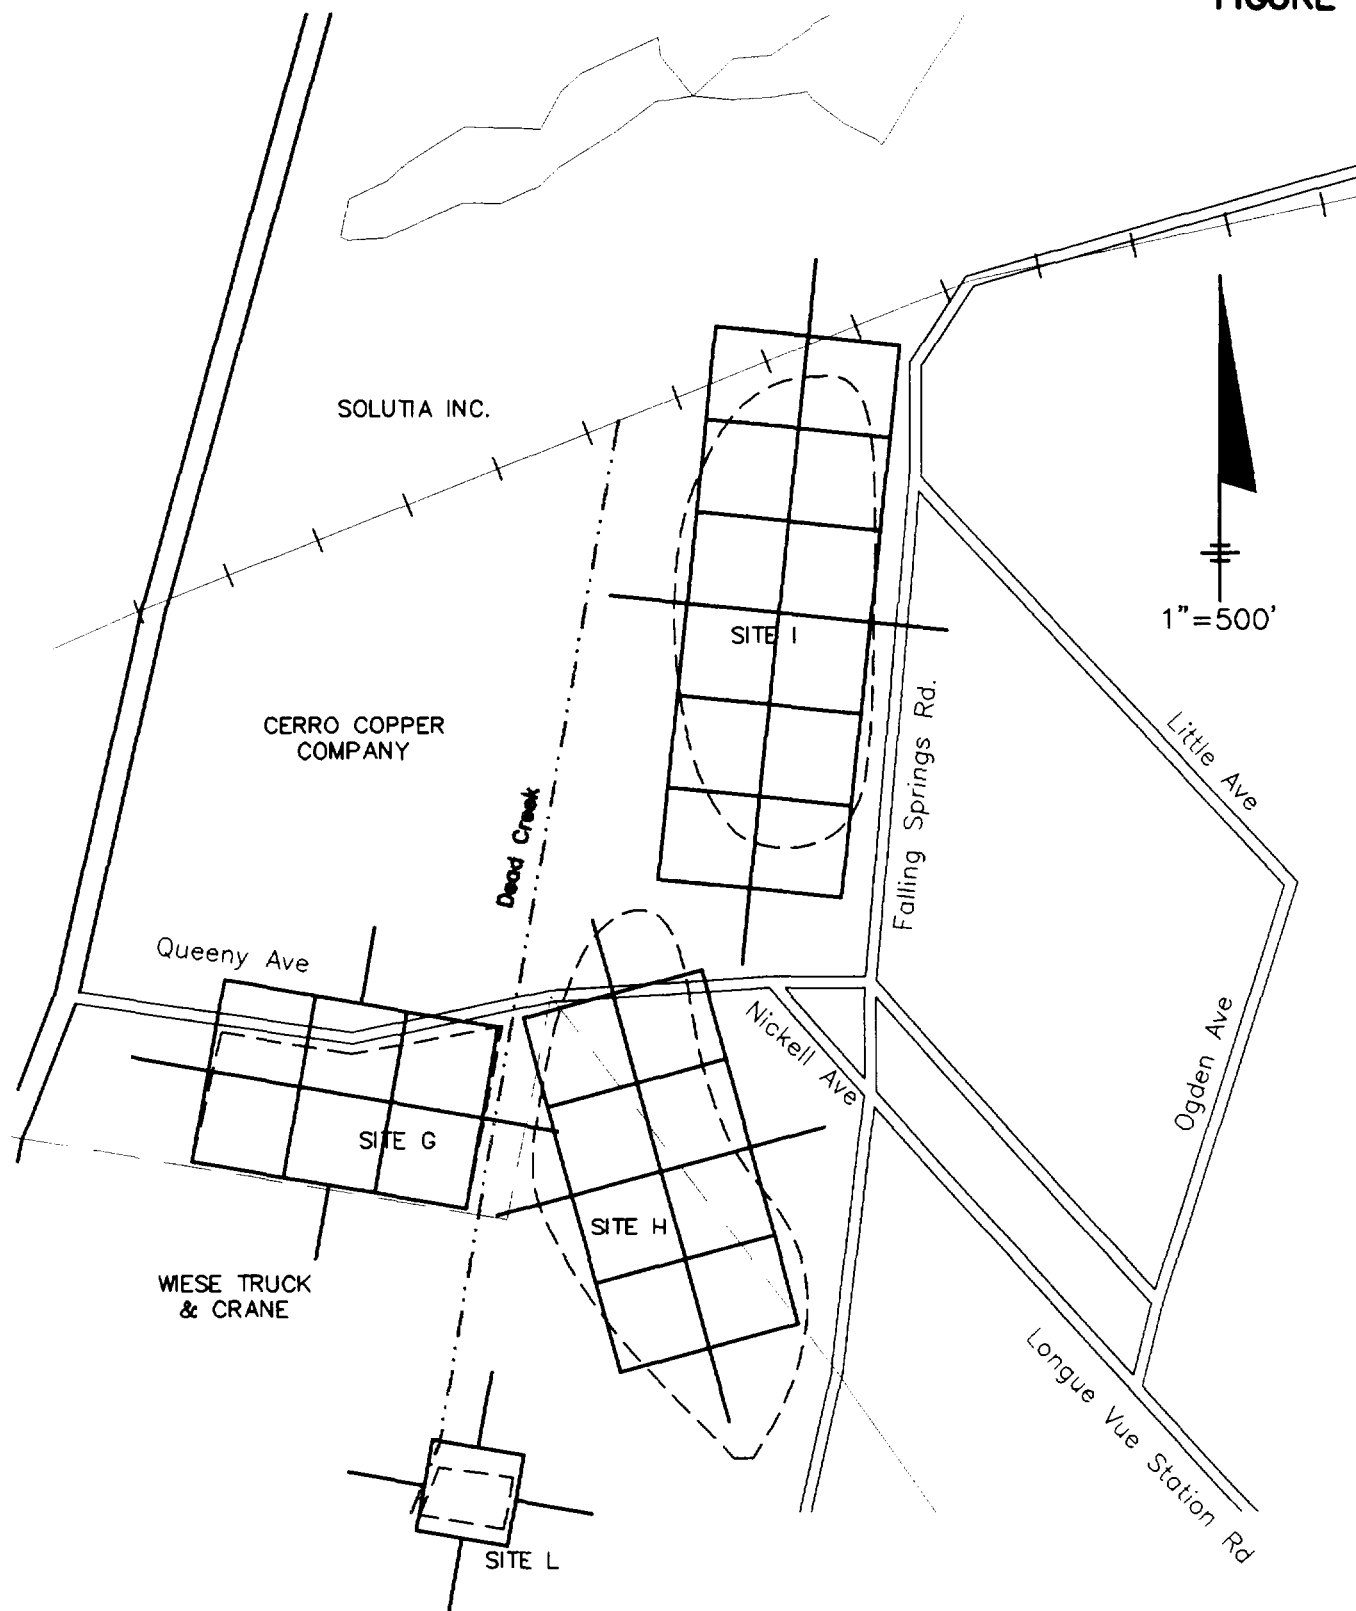 FIGURE
SOLUTIA INC.
1"=500'
SITE I
CERRO COPPER
COMPANY
Falling Springs Rd.
Little Ave
Dead Creek
Queeny Ave
Nickell Ave
Ogden Ave
SITE G
SITE H
WIESE TRUCK
& CRANE
Longue Vue Station Rd
SITE L